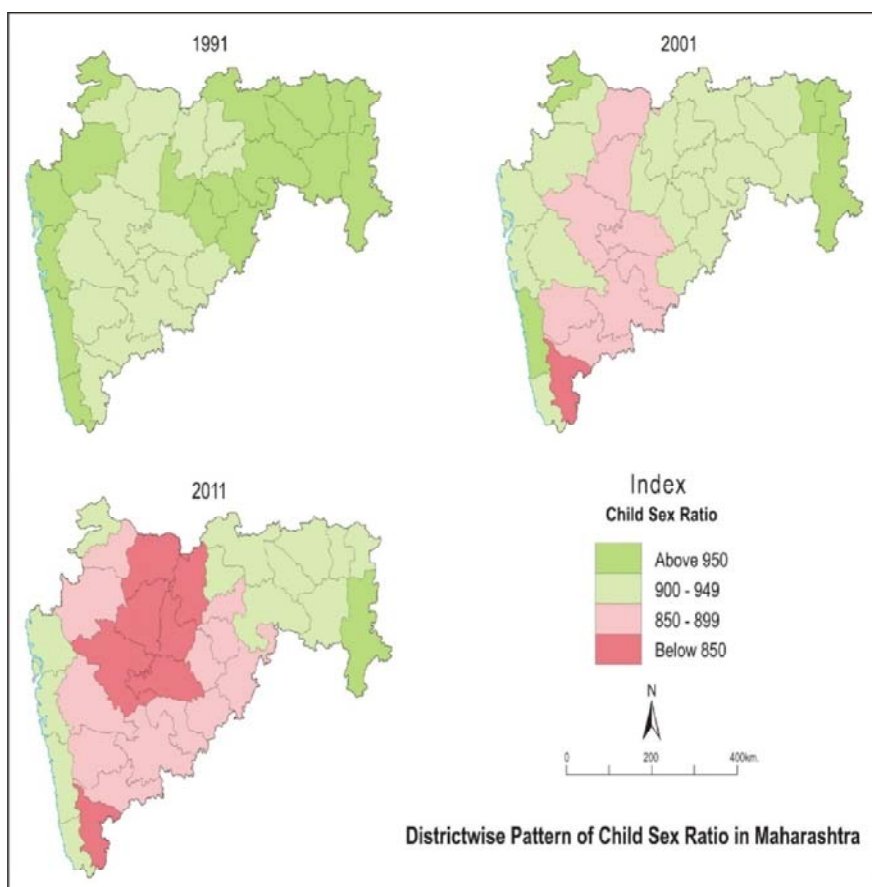 1991
2001
2011
Index
Child Sex Ratio
Above 950
900 - 949
850 - 899
Below 850
N
0 200 400km.
Districtwise Pattern of Child Sex Ratio in Maharashtra